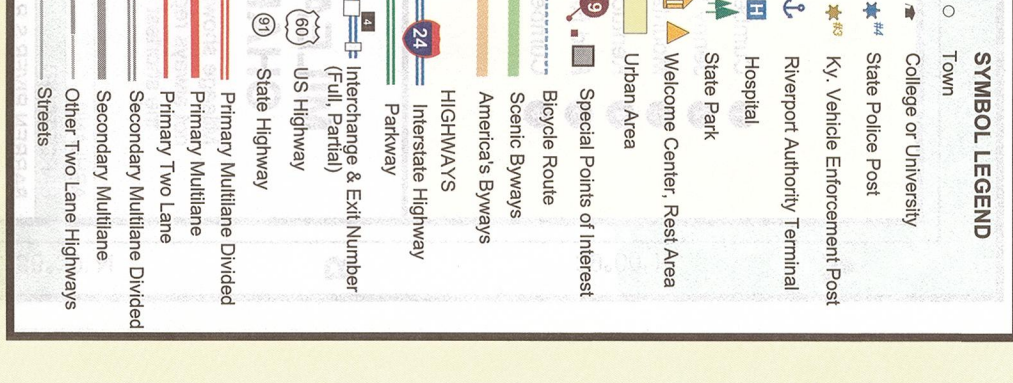 SYMBOL LEGEND
Town
College or University
#4 State Police Post
#3 Ky. Vehicle Enforcement Post
Riverport Authority Terminal
H Hospital
State Park
Welcome Center, Rest Area
Urban Area
9 Special Points of Interest
Bicycle Route
Scenic Byways
America's Byways
HIGHWAYS
24 Interstate Highway
Parkway
4 Interchange & Exit Number
(Full, Partial)
60 US Highway
91 State Highway
Primary Multilane Divided
Primary Multilane
Primary Two Lane
Secondary Multilane Divided
Secondary Multilane
Other Two Lane Highways
Streets